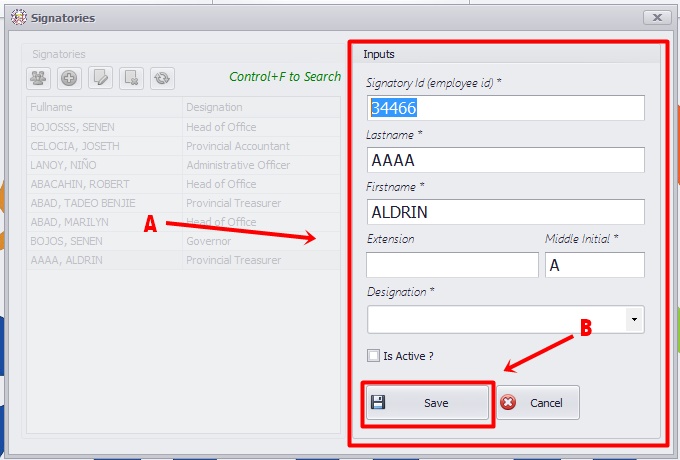 Signatories
Signatories
Control+F to Search
Fullname Designation
BOJOSSS, SENEN Head of Office
CELOCIA, JOSETH Provincial Accountant
LANOY, NIÑO Administrative Officer
ABACAHIN, ROBERT Head of Office
ABAD, TADEO BENJIE Provincial Treasurer
ABAD, MARILYN Head of Office
BOJOS, SENEN Governor
AAAA, ALDRIN Provincial Treasurer
A
Inputs
Signatory Id (employee id) *
34466
Lastname *
AAAA
Firstname *
ALDRIN
Extension Middle Initial *
A
Designation *
B
Is Active ?
Save Cancel